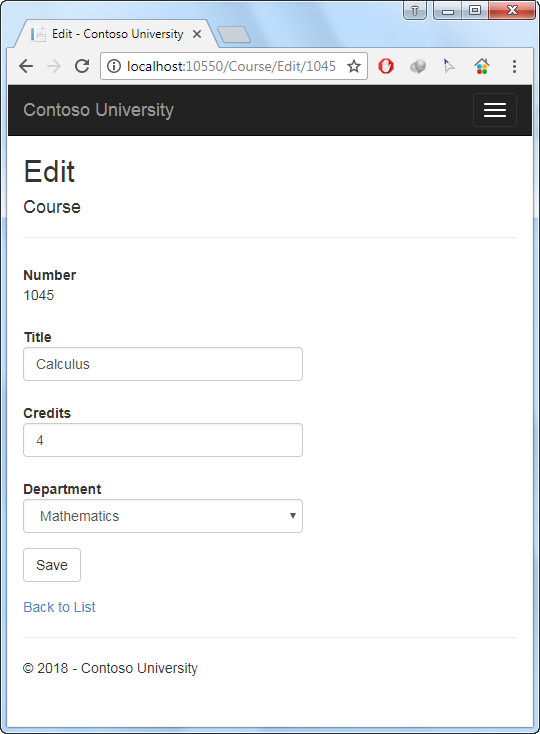 Edit - Contoso University
localhost:10550/Course/Edit/1045
Contoso University
Edit
Course
Number
1045
Title
Calculus
Credits
4
Department
Mathematics
Save
Back to List
© 2018 - Contoso University